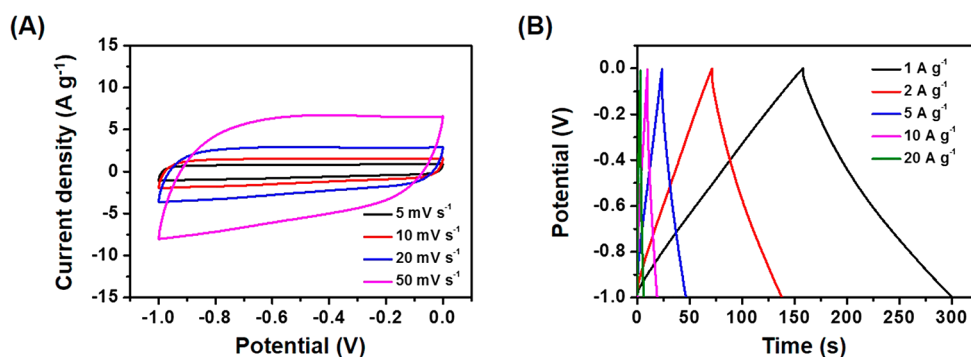 (A)
Current density (A g⁻¹)
15
10
5
0
-5
-10
-15
-1.0 -0.8 -0.6 -0.4 -0.2 0.0
Potential (V)
5 mV s⁻¹
10 mV s⁻¹
20 mV s⁻¹
50 mV s⁻¹
(B)
Potential (V)
0.0
-0.2
-0.4
-0.6
-0.8
-1.0
0 50 100 150 200 250 300
Time (s)
1 A g⁻¹
2 A g⁻¹
5 A g⁻¹
10 A g⁻¹
20 A g⁻¹